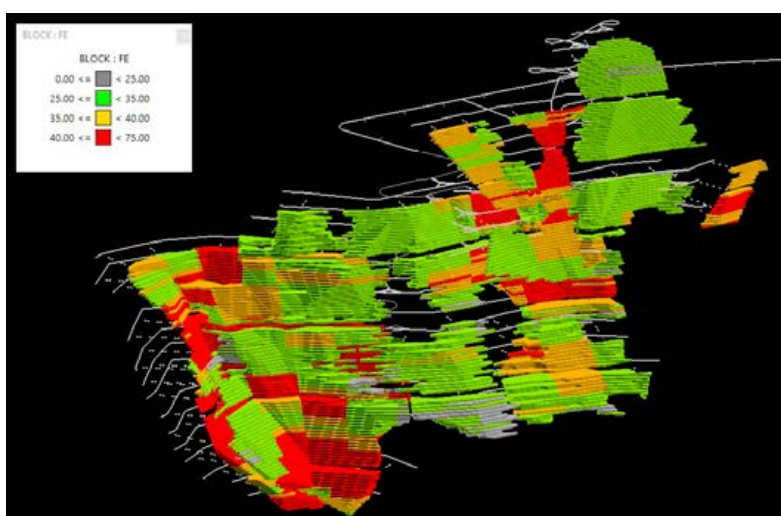 BLOCK : FE
BLOCK : FE
0.00 <= < 25.00
25.00 <= < 35.00
35.00 <= < 40.00
40.00 <= < 75.00